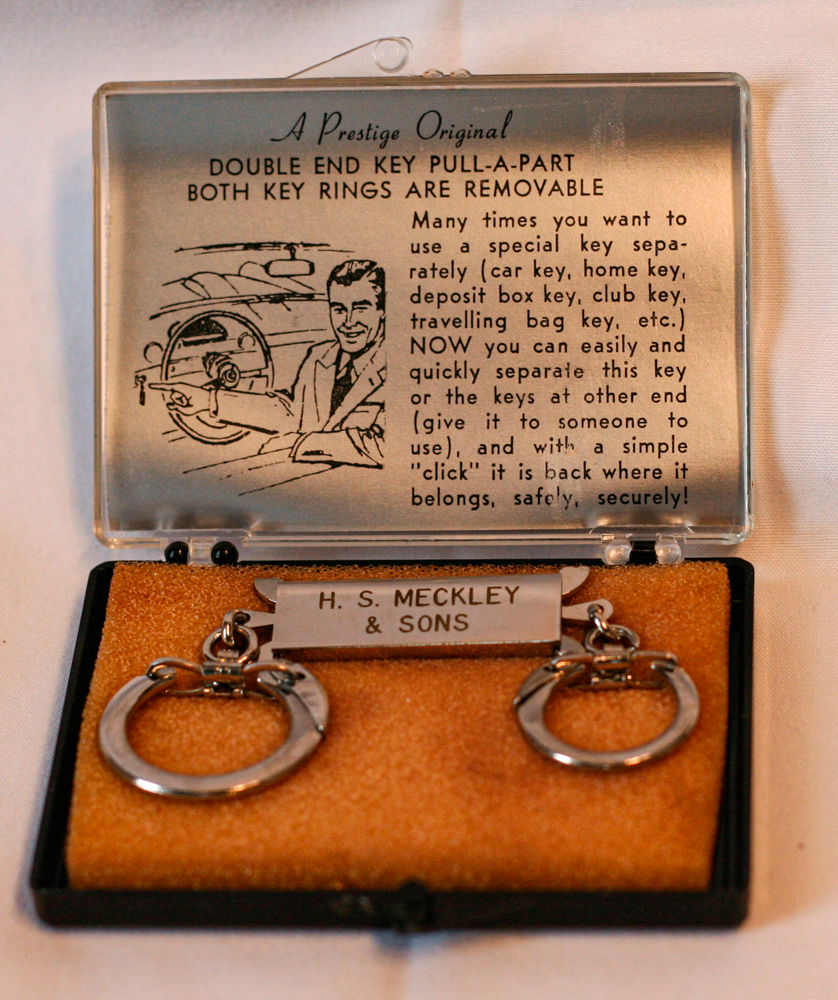 A Prestige Original
DOUBLE END KEY PULL-A-PART
BOTH KEY RINGS ARE REMOVABLE
Many times you want to
use a special key sepa-
rately (car key, home key,
deposit box key, club key,
travelling bag key, etc.)
NOW you can easily and
quickly separate this key
or the keys at other end
(give it to someone to
use), and with a simple
"click" it is back where it
belongs, safely, securely!
H. S. MECKLEY
& SONS